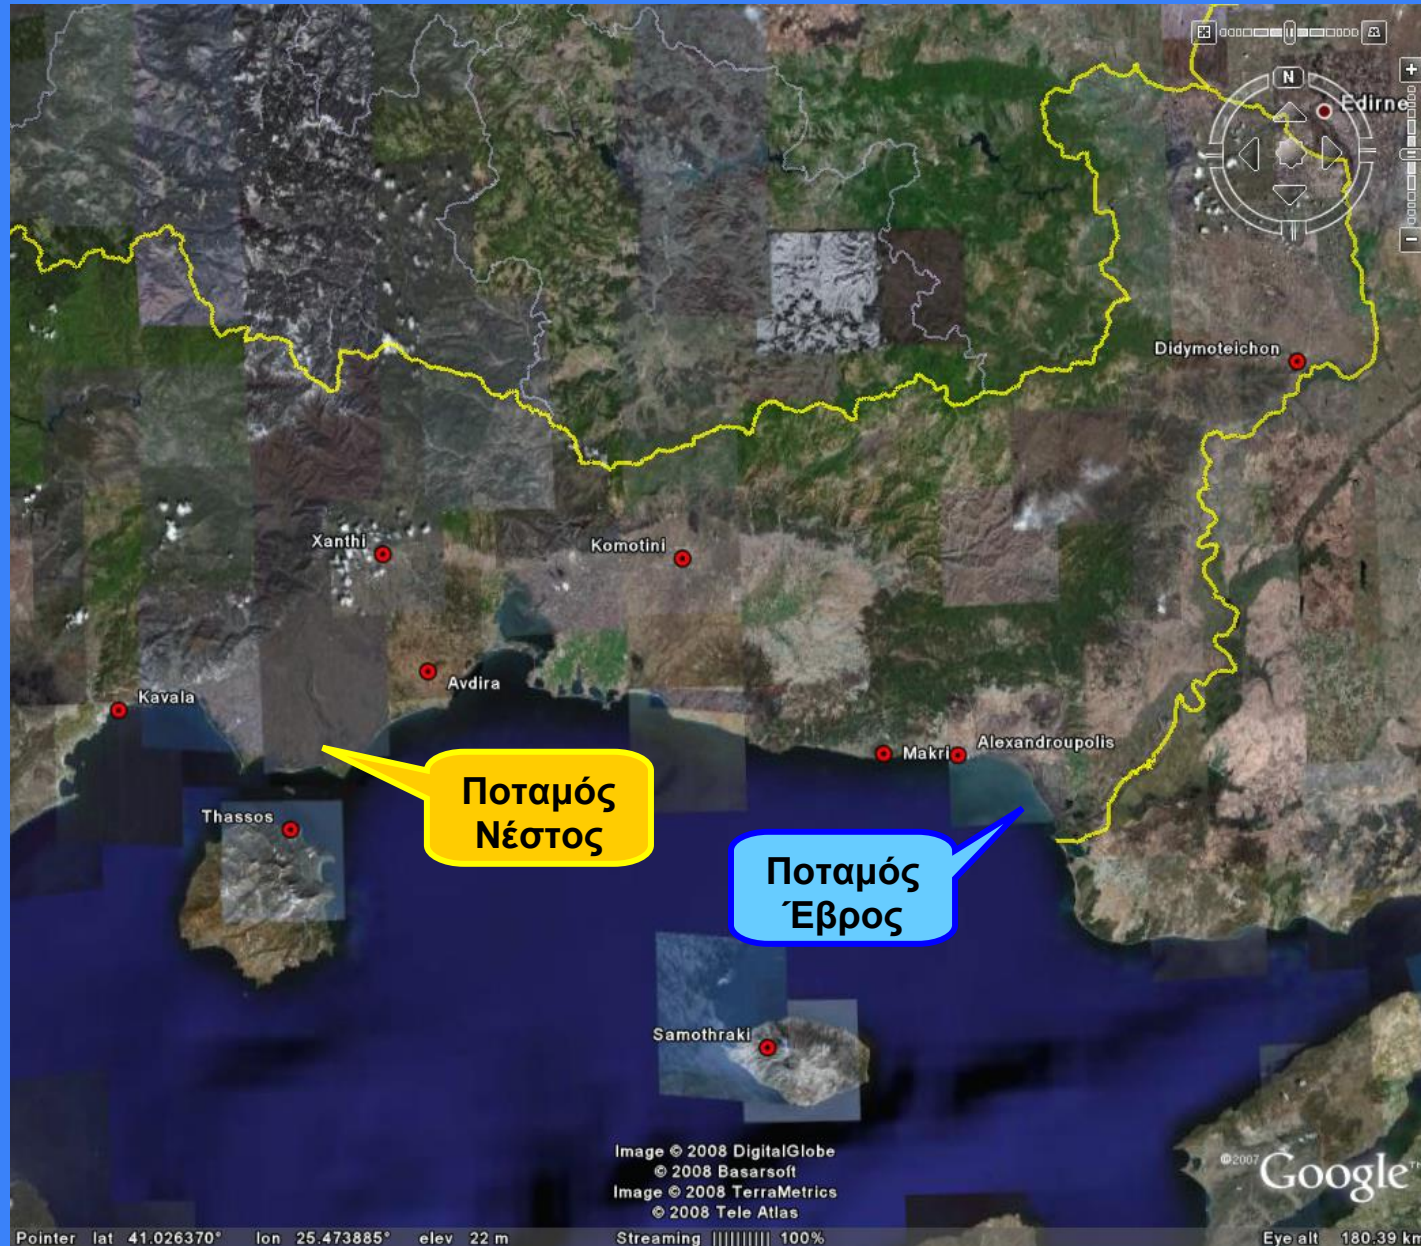 N
Edirne
Didymoteichon
Xanthi
Komotini
Avdira
Kavala
Makri
Alexandroupolis
Ποταμός
Νέστος
Thassos
Ποταμός
Έβρος
Samothraki
Image © 2008 DigitalGlobe
© 2008 Basarsoft
Image © 2008 TerraMetrics
© 2008 Tele Atlas
©2007 Google™
Pointer lat 41.026370° lon 25.473885° elev 22 m Streaming |||||||||| 100% Eye alt 180.39 km